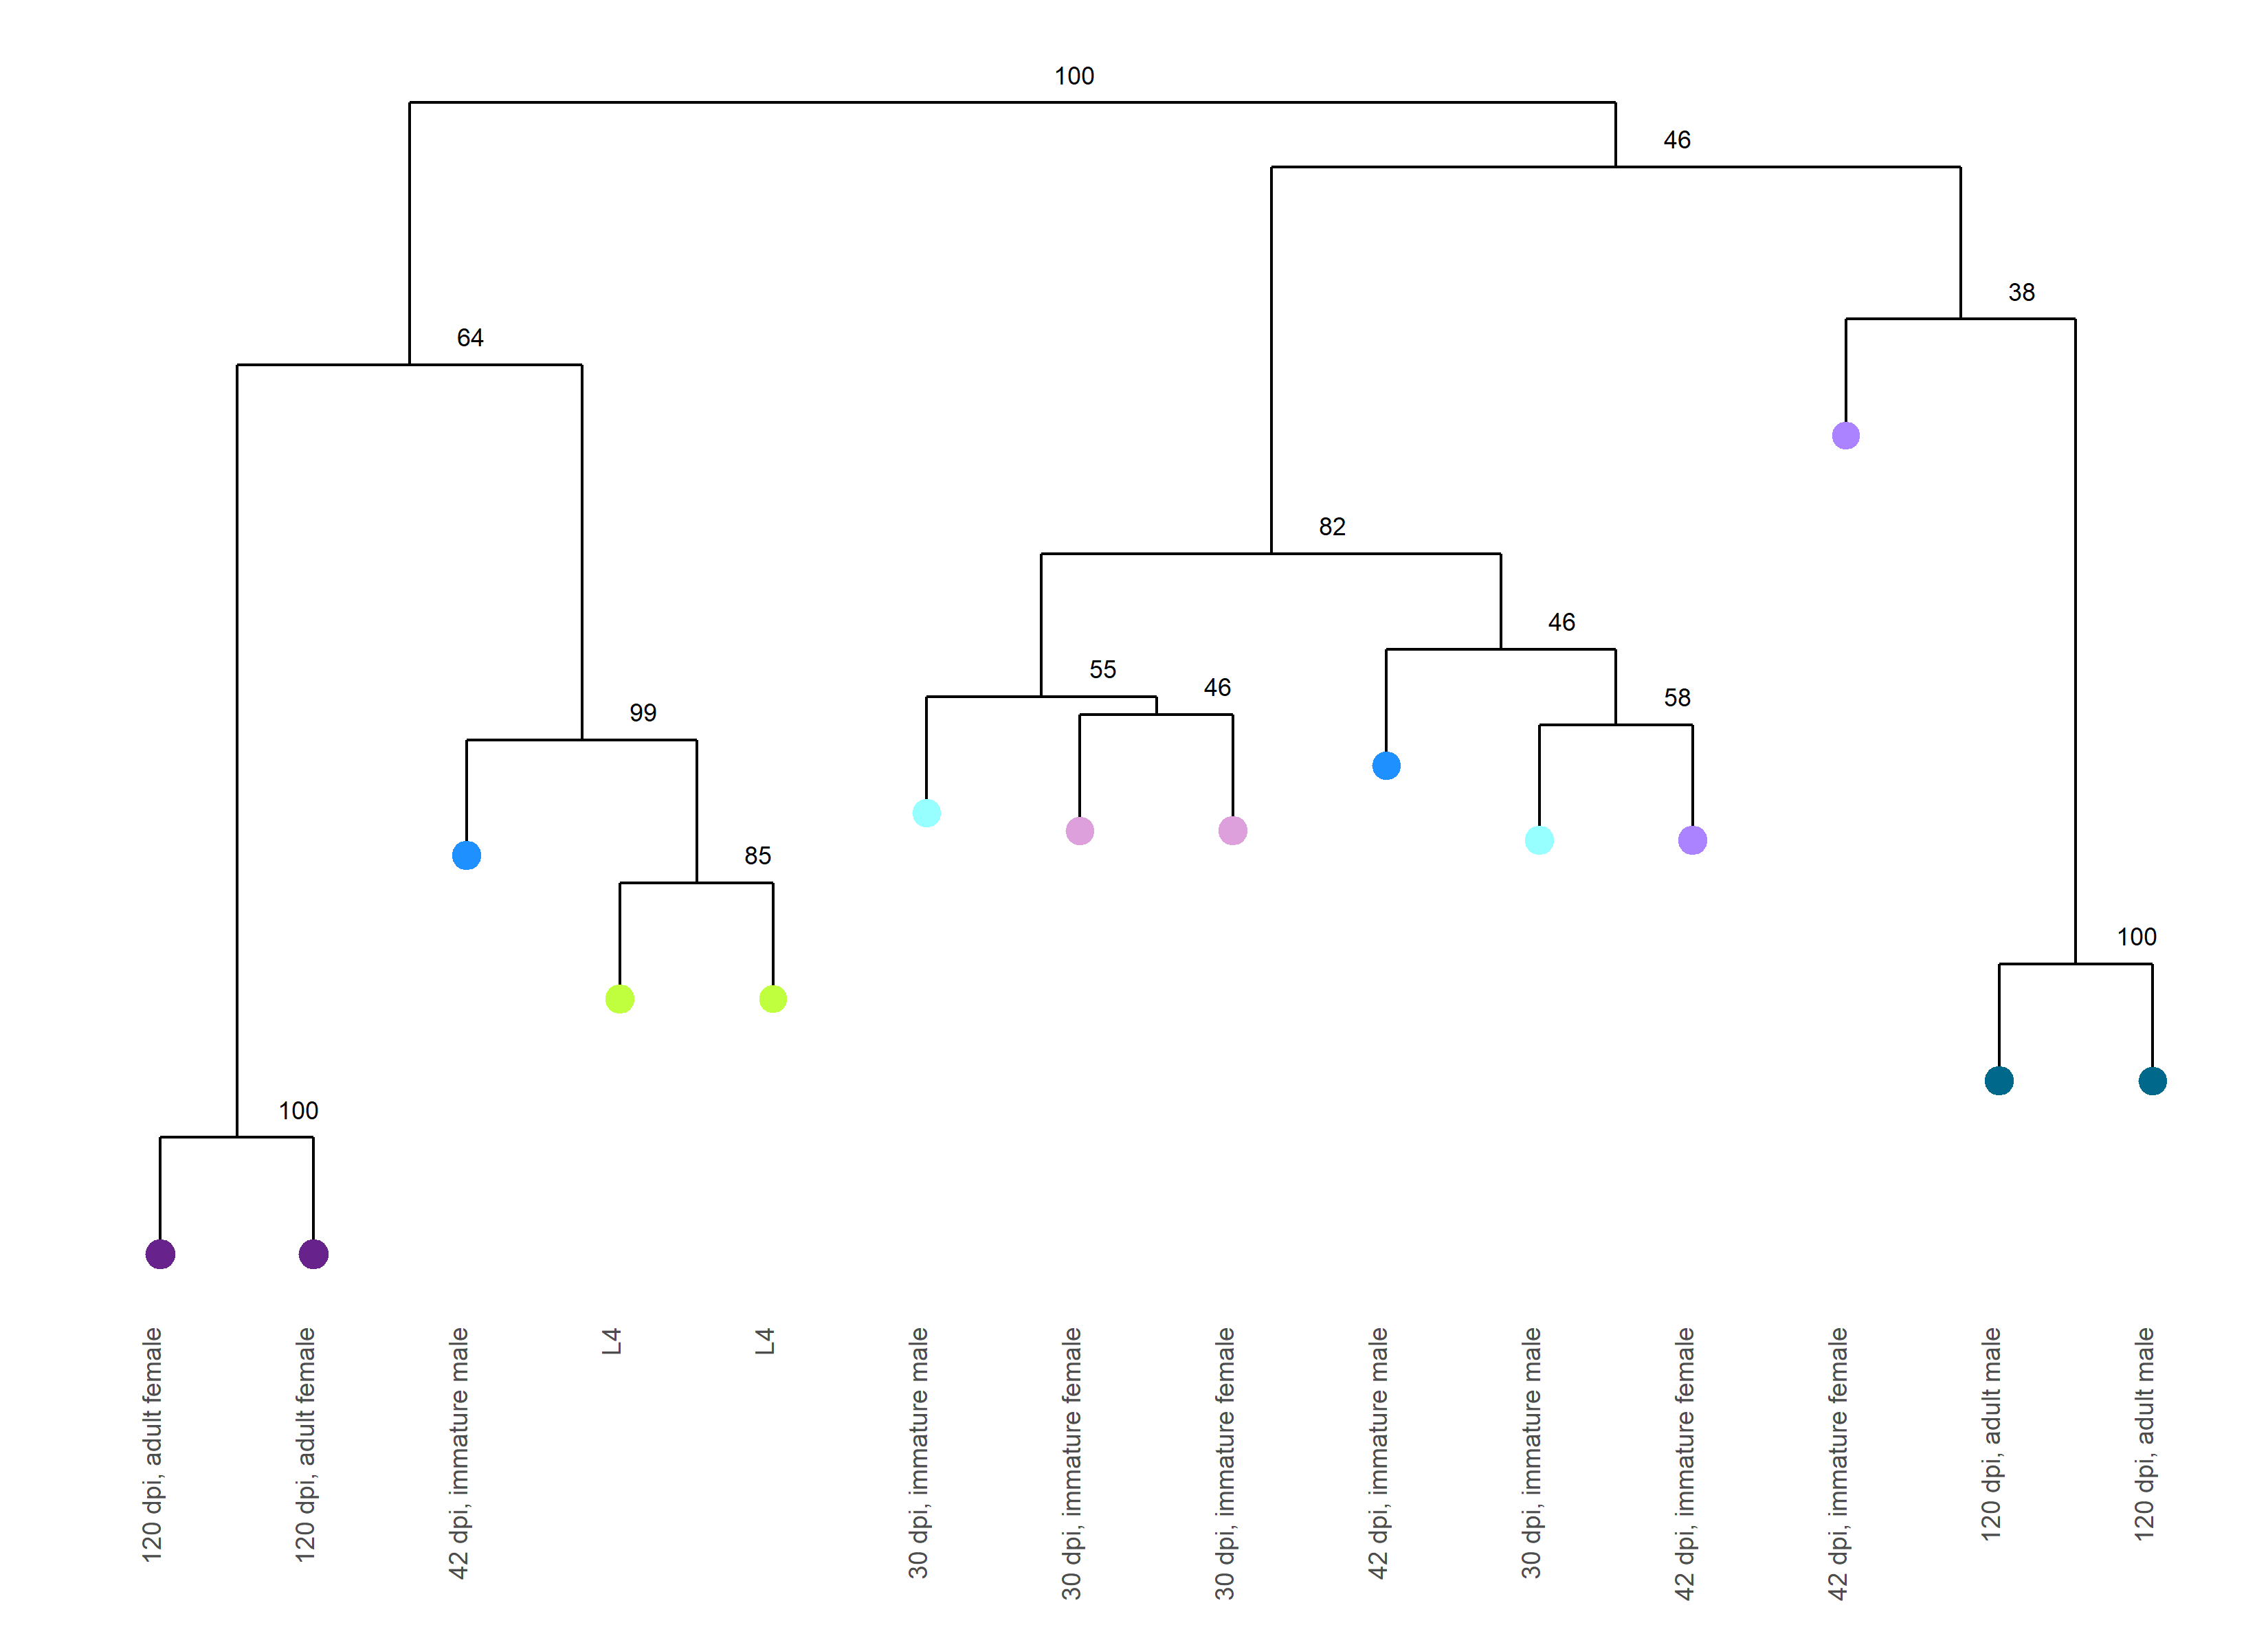 100
46
38
64
82
46
55
46
58
99
85
100
100
120 dpi, adult female
120 dpi, adult female
42 dpi, immature male
L4
L4
30 dpi, immature male
30 dpi, immature female
30 dpi, immature female
42 dpi, immature male
30 dpi, immature male
42 dpi, immature female
42 dpi, immature female
120 dpi, adult male
120 dpi, adult male